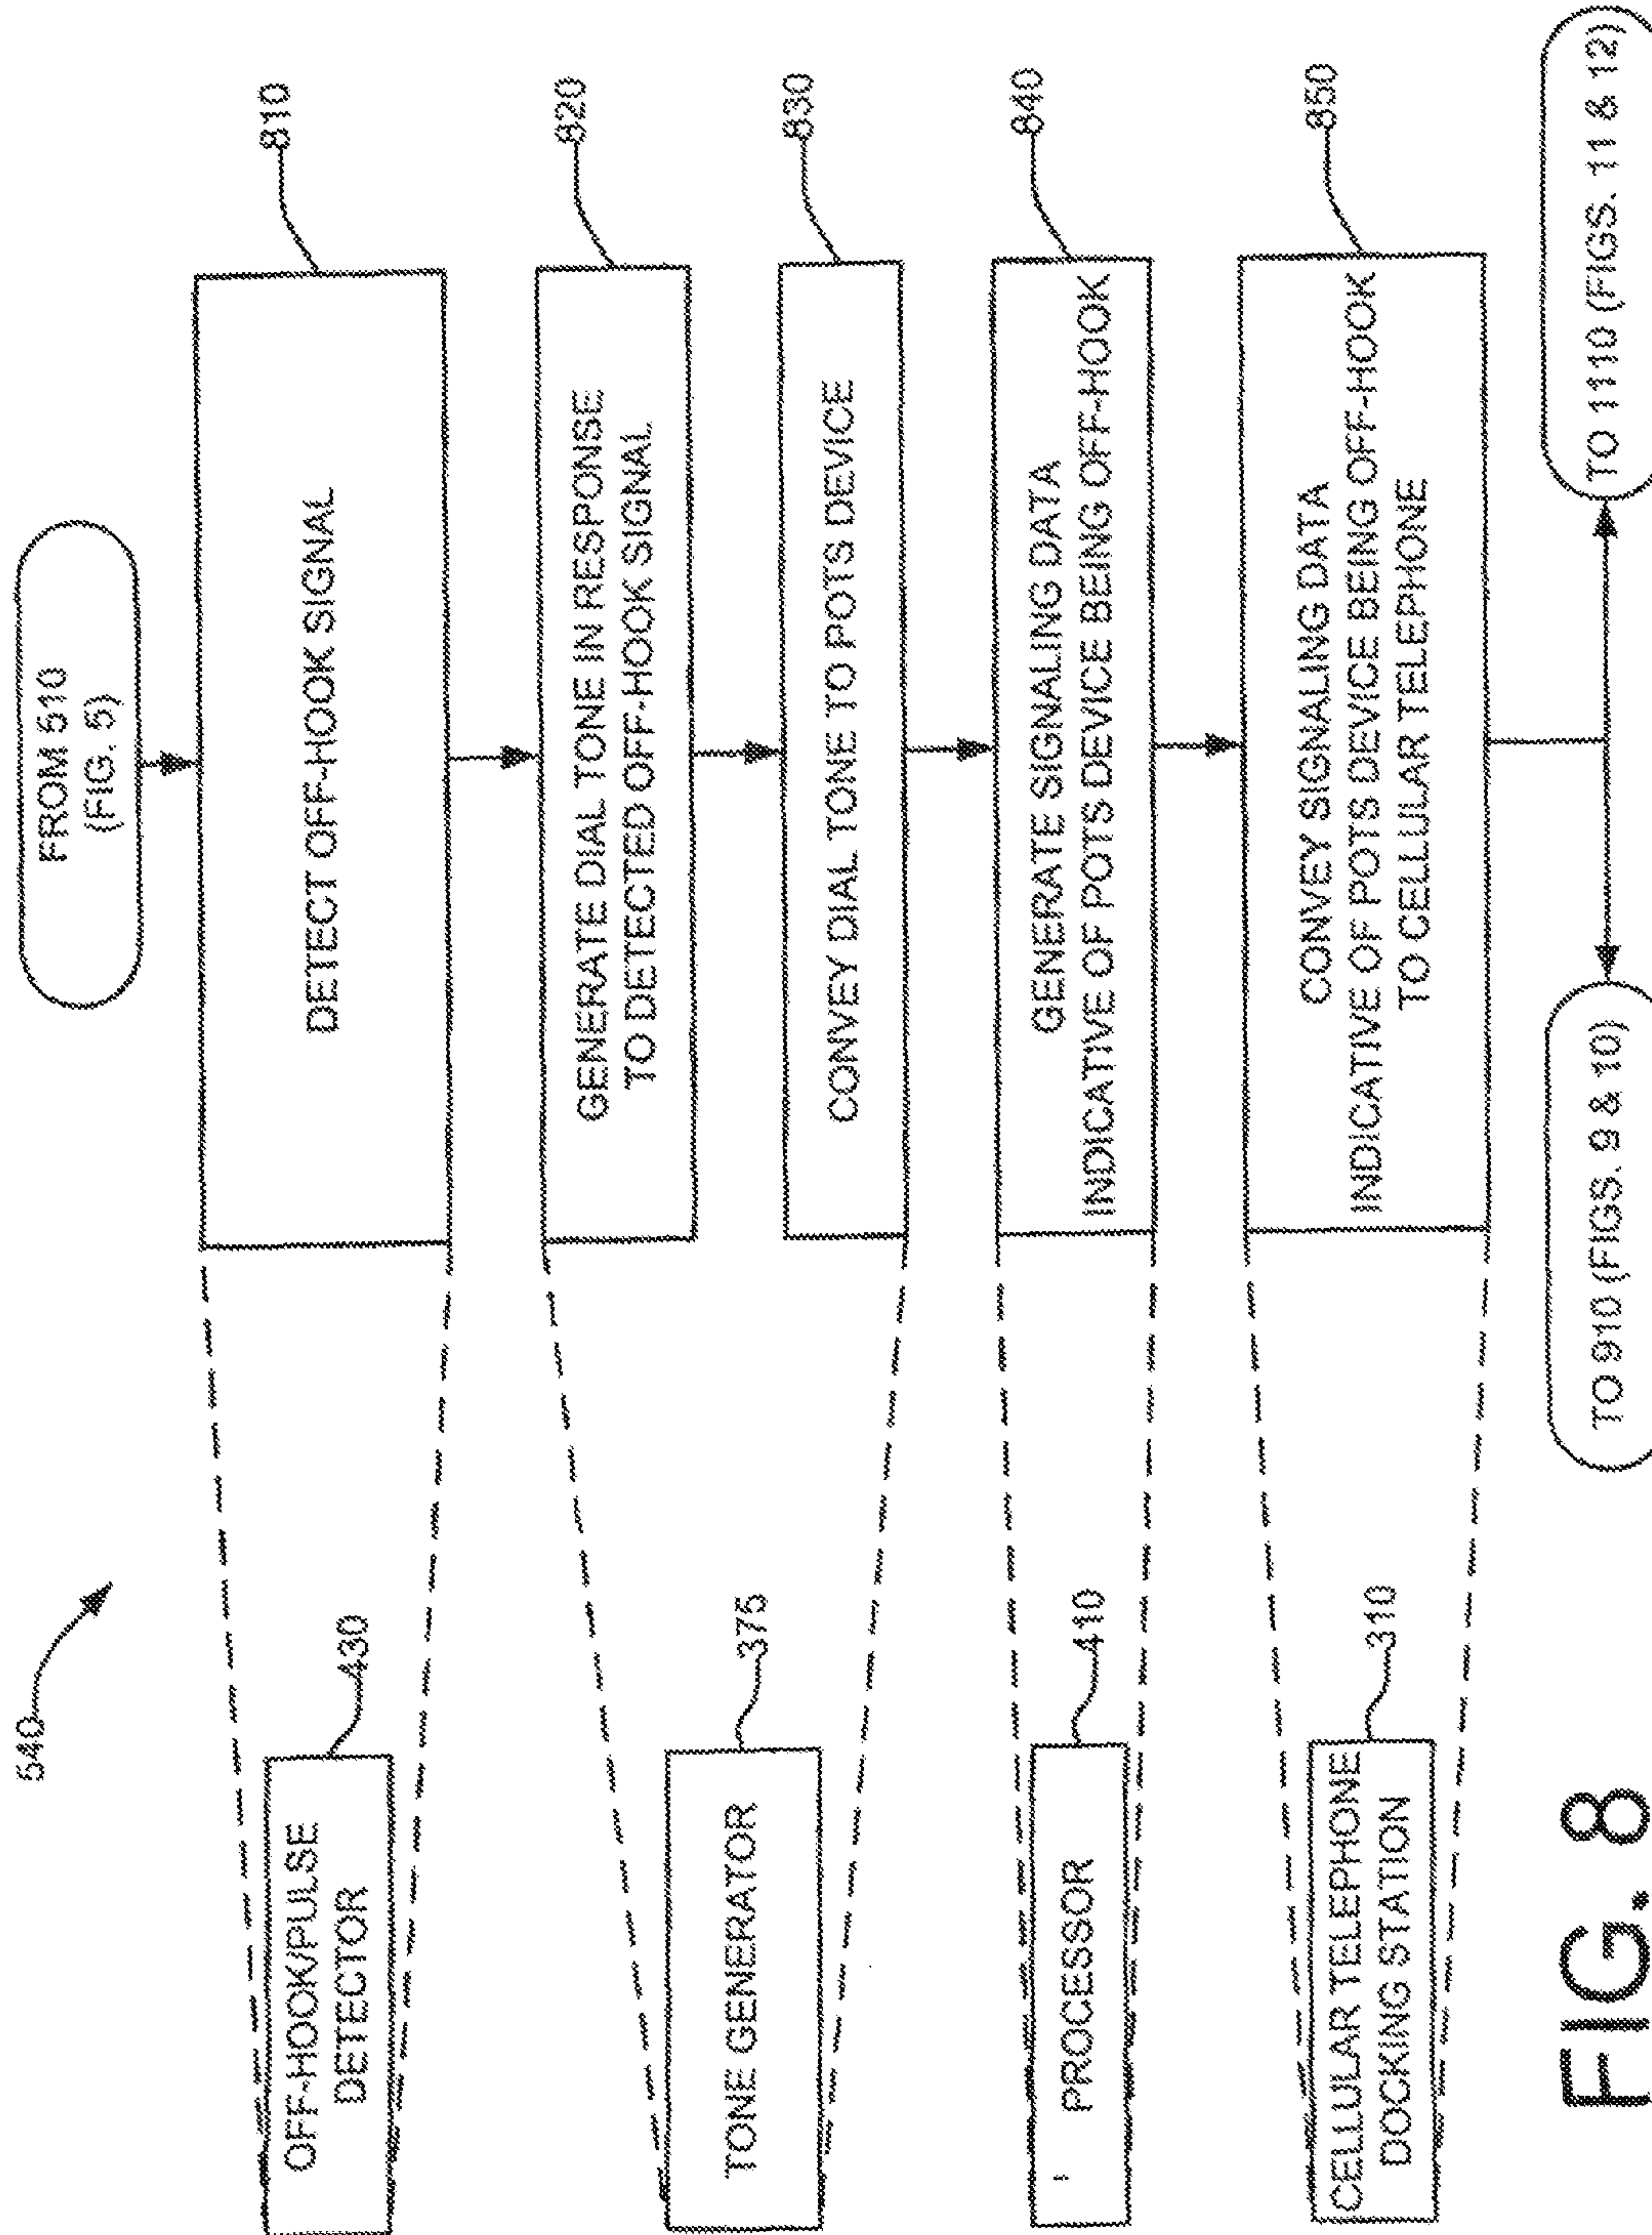 540
FROM 510
(FIG. 5)
OFF-HOOK/PULSE
DETECTOR
430
DETECT OFF-HOOK SIGNAL
810
TONE GENERATOR
375
GENERATE DIAL TONE IN RESPONSE
TO DETECTED OFF-HOOK SIGNAL
820
CONVEY DIAL TONE TO POTS DEVICE
830
PROCESSOR
410
GENERATE SIGNALING DATA
INDICATIVE OF POTS DEVICE BEING OFF-HOOK
840
CELLULAR TELEPHONE
DOCKING STATION
310
CONVEY SIGNALING DATA
INDICATIVE OF POTS DEVICE BEING OFF-HOOK
TO CELLULAR TELEPHONE
850
TO 910 (FIGS. 9 & 10)
TO 1110 (FIGS. 11 & 12)
FIG. 8